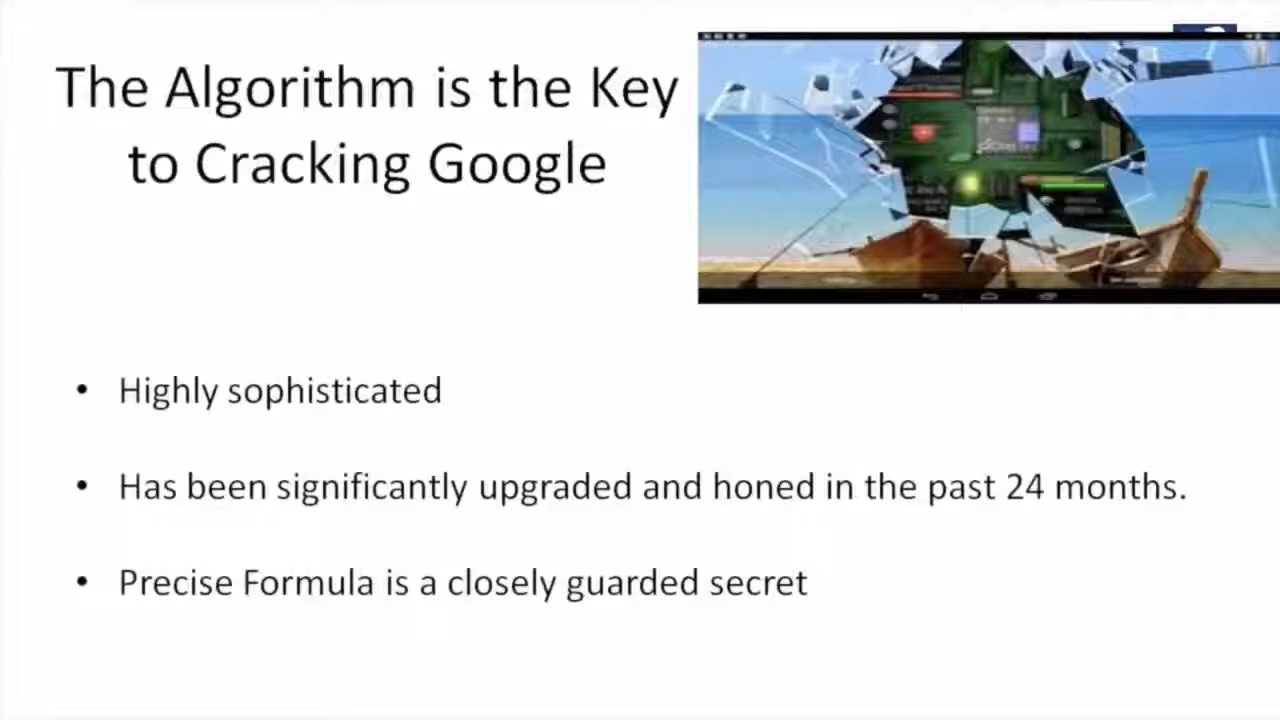 The Algorithm is the Key
to Cracking Google
• Highly sophisticated
• Has been significantly upgraded and honed in the past 24 months.
• Precise Formula is a closely guarded secret